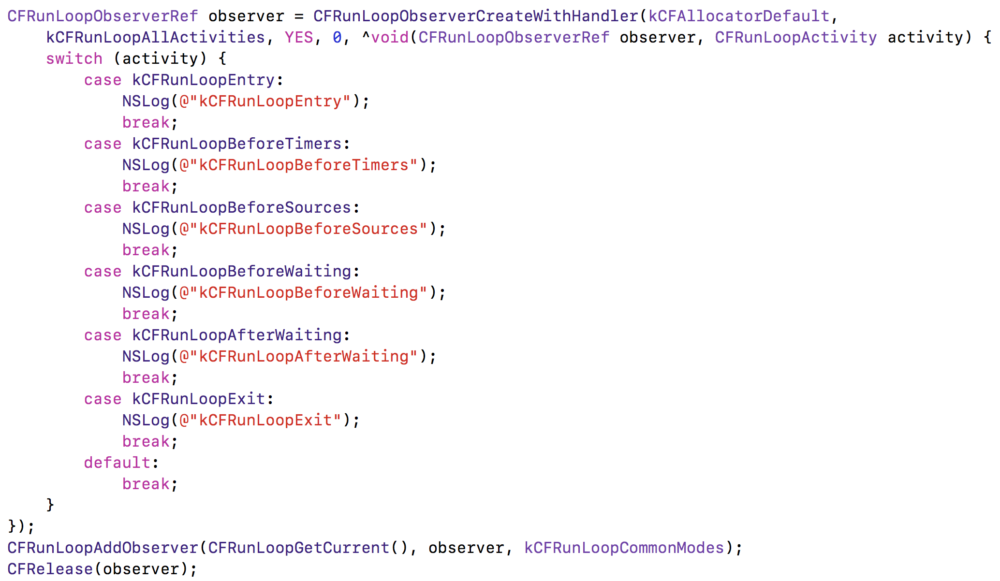 CFRunLoopObserverRef observer = CFRunLoopObserverCreateWithHandler(kCFAllocatorDefault,
    kCFRunLoopAllActivities, YES, 0, ^void(CFRunLoopObserverRef observer, CFRunLoopActivity activity) {
    switch (activity) {
        case kCFRunLoopEntry:
            NSLog(@"kCFRunLoopEntry");
            break;
        case kCFRunLoopBeforeTimers:
            NSLog(@"kCFRunLoopBeforeTimers");
            break;
        case kCFRunLoopBeforeSources:
            NSLog(@"kCFRunLoopBeforeSources");
            break;
        case kCFRunLoopBeforeWaiting:
            NSLog(@"kCFRunLoopBeforeWaiting");
            break;
        case kCFRunLoopAfterWaiting:
            NSLog(@"kCFRunLoopAfterWaiting");
            break;
        case kCFRunLoopExit:
            NSLog(@"kCFRunLoopExit");
            break;
        default:
            break;
    }
});
CFRunLoopAddObserver(CFRunLoopGetCurrent(), observer, kCFRunLoopCommonModes);
CFRelease(observer);